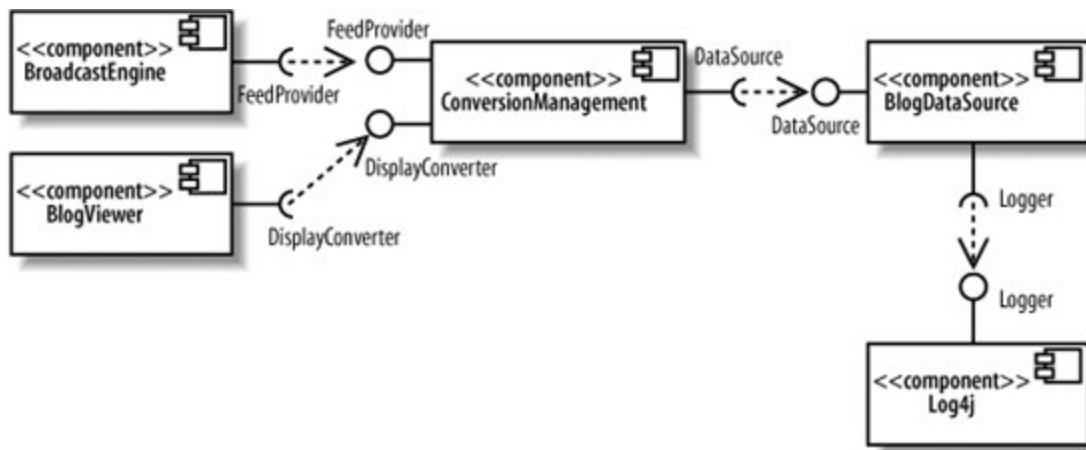 <<component>>
BroadcastEngine
FeedProvider
FeedProvider
<<component>>
ConversionManagement
DataSource
DataSource
<<component>>
BlogDataSource
<<component>>
BlogViewer
DisplayConverter
DisplayConverter
Logger
Logger
<<component>>
Log4j